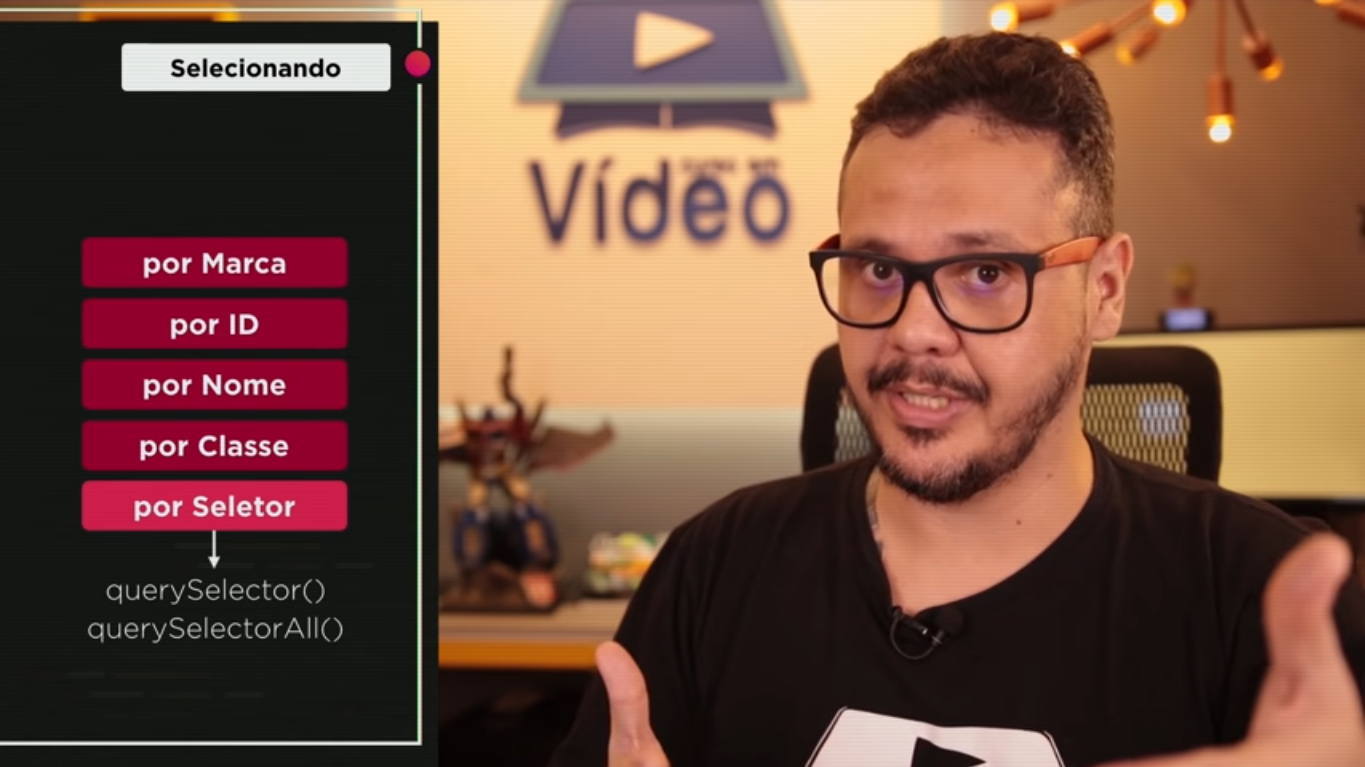 Selecionando
por Marca
por ID
por Nome
por Classe
por Seletor
querySelector()
querySelectorAll()
Vídeo